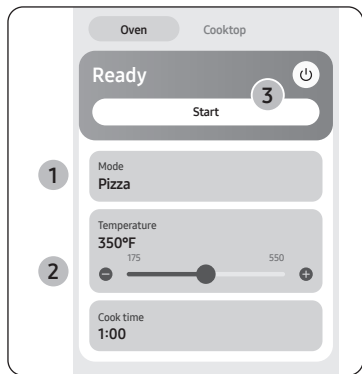 Oven Cooktop
Ready
3
Start
1
Mode
Pizza
Temperature
350°F
175 550
2
Cook time
1:00